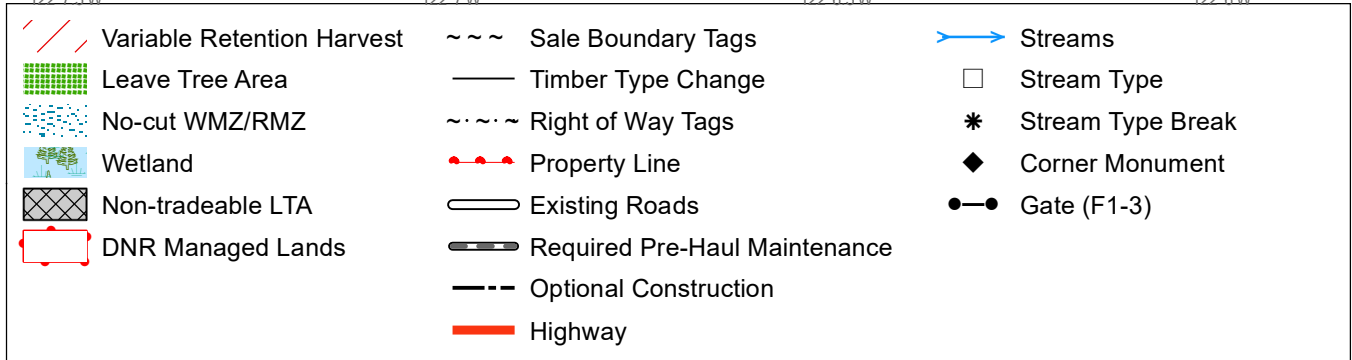 Variable Retention Harvest
Leave Tree Area
No-cut WMZ/RMZ
Wetland
Non-tradeable LTA
DNR Managed Lands
Sale Boundary Tags
Timber Type Change
Right of Way Tags
Property Line
Existing Roads
Required Pre-Haul Maintenance
Optional Construction
Highway
Streams
Stream Type
Stream Type Break
Corner Monument
Gate (F1-3)